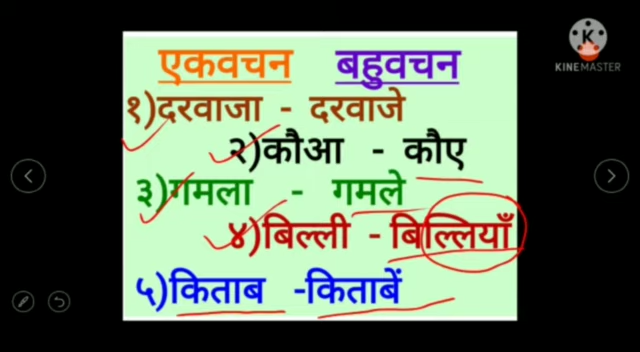 एकवचन बहुवचन
१)दरवाजा - दरवाजे
२)कौआ - कौए
३)गमला - गमले
४)बिल्ली - बिल्लियाँ
५)किताब -किताबें
K
KINEMASTER